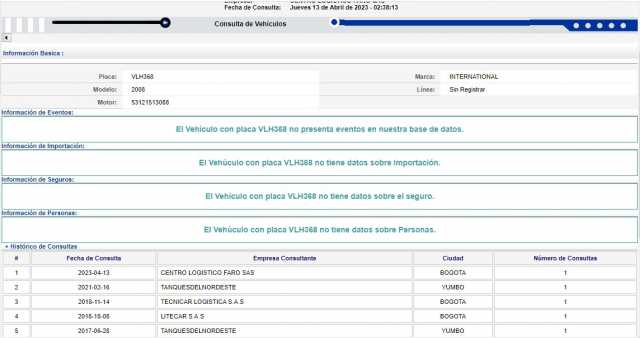 Fecha de Consulta: Jueves 13 de Abril de 2023 - 02:38:13
Consulta de Vehículos
Información Basica :
Placa: VLH368 Marca: INTERNATIONAL
Modelo: 2008 Línea: Sin Registrar
Motor: 53121513088
Información de Eventos:
El Vehículo con placa VLH368 no presenta eventos en nuestra base de datos.
Información de Importación:
El Vehúculo con placa VLH368 no tiene datos sobre Importación.
Información de Seguros:
El Vehículo con placa VLH368 no tiene datos sobre el seguro.
Información de Personas:
El Vehúculo con placa VLH368 no tiene datos sobre Personas.
+ Histórico de Consultas
# Fecha de Consulta Empresa Consultante Ciudad Número de Consultas
1 2023-04-13 CENTRO LOGISTICO FARO SAS BOGOTA 1
2 2021-02-16 TANQUESDELNORDESTE YUMBO 1
3 2018-11-14 TECNICAR LOGISTICA S.A.S BOGOTA 1
4 2018-10-08 LITECAR S A S BOGOTA 1
5 2017-06-28 TANQUESDELNORDESTE YUMBO 1